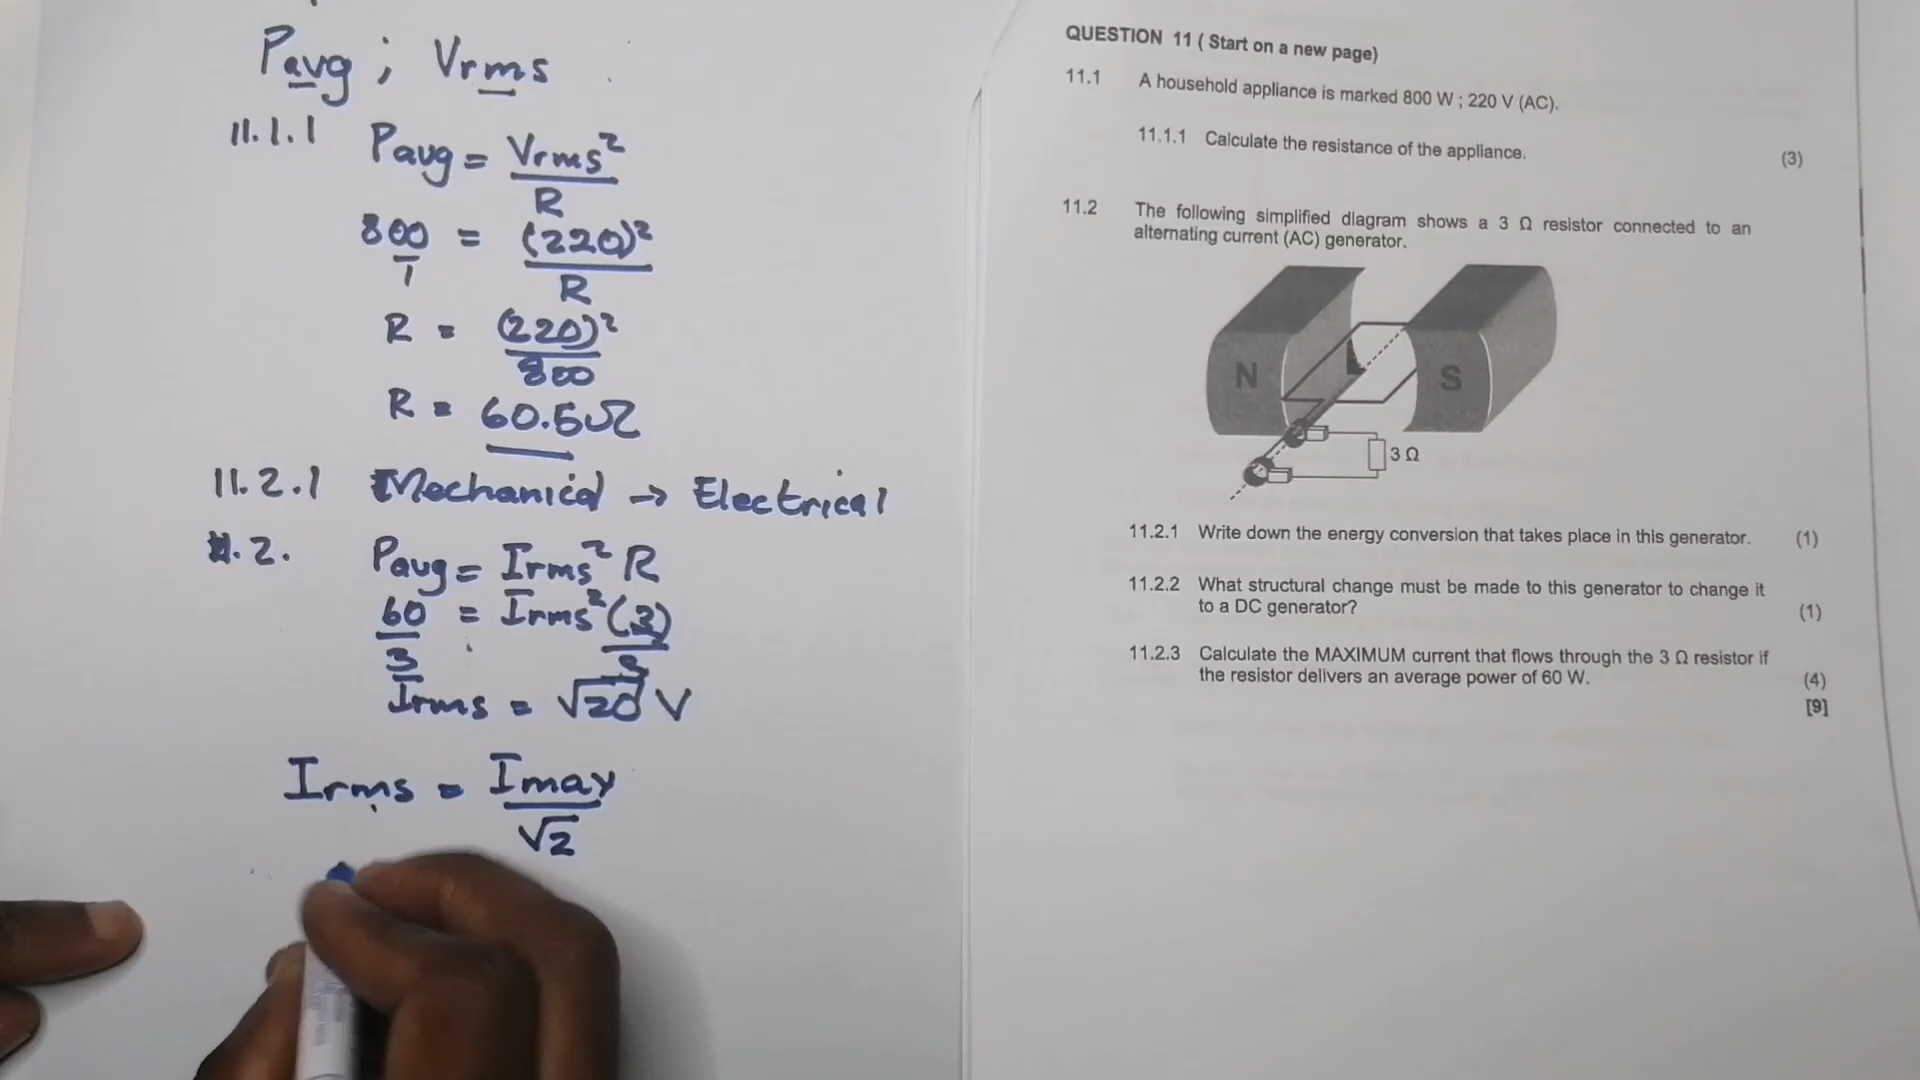 Pavg ; Vrms
11.1.1 Pavg = Vrms²
R
800 = (220)²
1 R
R = (220)²
800
R = 60.5Ω
11.2.1 Mechanical → Electrical
11.2. Pavg = Irms² R
60 = Irms² (3)
3 3
Irms = √20 V
Irms = Imax
√2
QUESTION 11 ( Start on a new page)
11.1 A household appliance is marked 800 W ; 220 V (AC).
11.1.1 Calculate the resistance of the appliance. (3)
11.2 The following simplified diagram shows a 3 Ω resistor connected to an
alternating current (AC) generator.
N S
3 Ω
11.2.1 Write down the energy conversion that takes place in this generator. (1)
11.2.2 What structural change must be made to this generator to change it
to a DC generator? (1)
11.2.3 Calculate the MAXIMUM current that flows through the 3 Ω resistor if
the resistor delivers an average power of 60 W. (4)
[9]